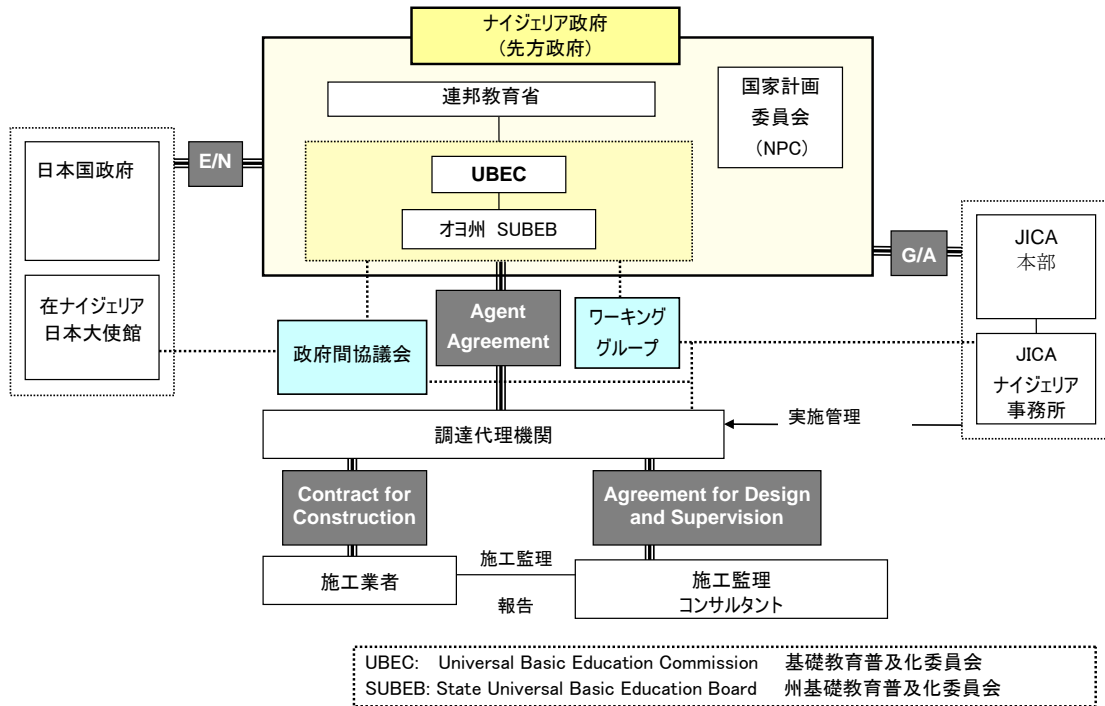 ナイジェリア政府
(先方政府)
連邦教育省
国家計画
委員会
(NPC)
日本国政府
E/N
UBEC
オヨ州 SUBEB
G/A
JICA
本部
在ナイジェリア
日本大使館
政府間協議会
Agent
Agreement
ワーキング
グループ
JICA
ナイジェリア
事務所
調達代理機関
実施管理
Contract for
Construction
Agreement for Design
and Supervision
施工業者
施工監理
報告
施工監理
コンサルタント
UBEC: Universal Basic Education Commission 基礎教育普及化委員会
SUBEB: State Universal Basic Education Board 州基礎教育普及化委員会